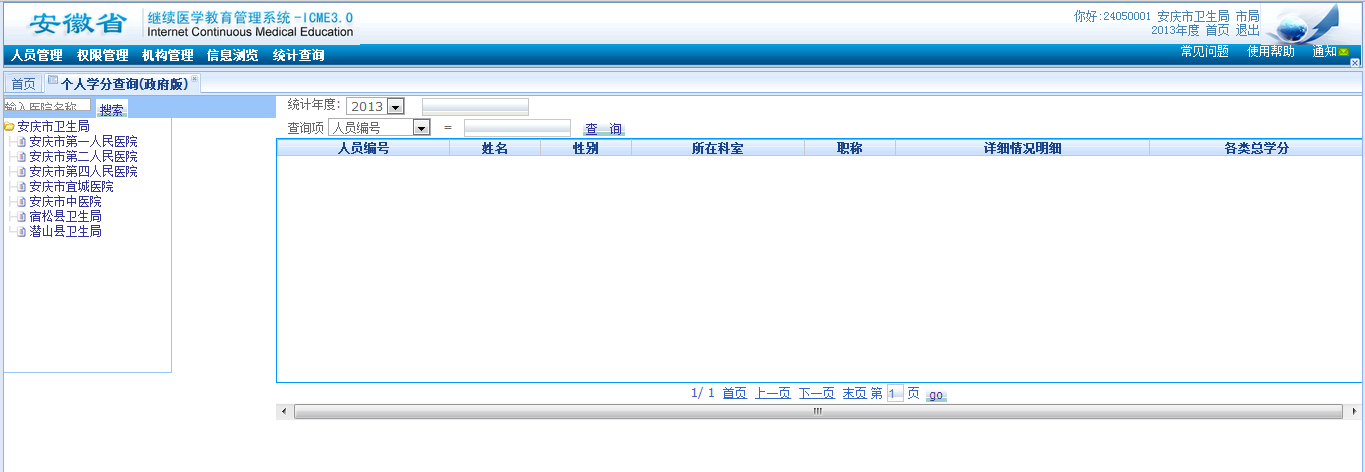 安徽省 继续医学教育管理系统-ICME3.0
Internet Continuous Medical Education
你好:24050001 安庆市卫生局 市局
2013年度 首页 退出
人员管理 权限管理 机构管理 信息浏览 统计查询 常见问题 使用帮助 通知
首页 个人学分查询(政府版)
输入医院名称 搜索 统计年度: 2013
查询项 人员编号 = 查 询
安庆市卫生局
安庆市第一人民医院
安庆市第二人民医院
安庆市第四人民医院
安庆市宜城医院
安庆市中医院
宿松县卫生局
潜山县卫生局
人员编号 姓名 性别 所在科室 职称 详细情况明细 各类总学分
1/ 1 首页 上一页 下一页 末页 第 1 页 go